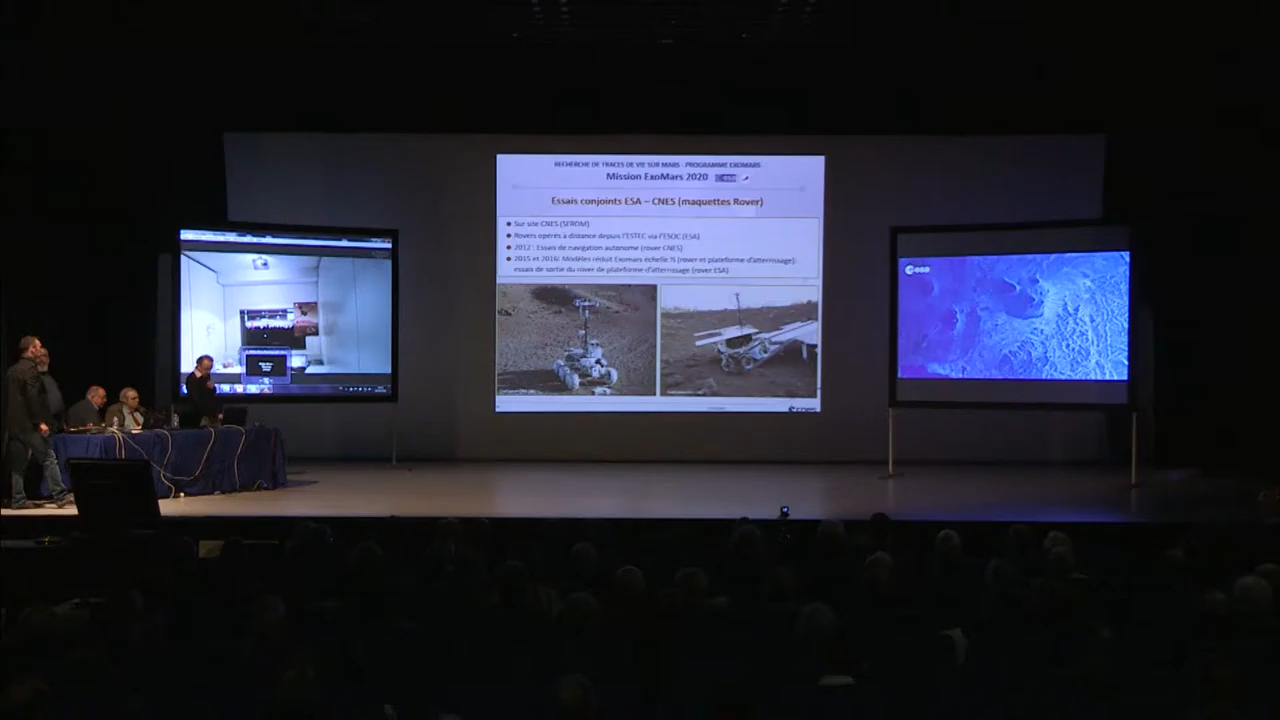 RECHERCHE DE TRACES DE VIE SUR MARS - PROGRAMME EXOMARS
Mission ExoMars 2020 esa
Essais conjoints ESA – CNES (maquettes Rover)
Sur site CNES (SEROM)
Rovers opérés à distance depuis l'ESTEC via l'ESOC (ESA)
2012 : Essais de navigation autonome (rover CNES)
2015 et 2016: Modèles réduit Exomars échelle ½ (rover et plateforme d'atterrissage):
essais de sortie du rover de plateforme d'atterrissage (rover ESA)
cnes
esa